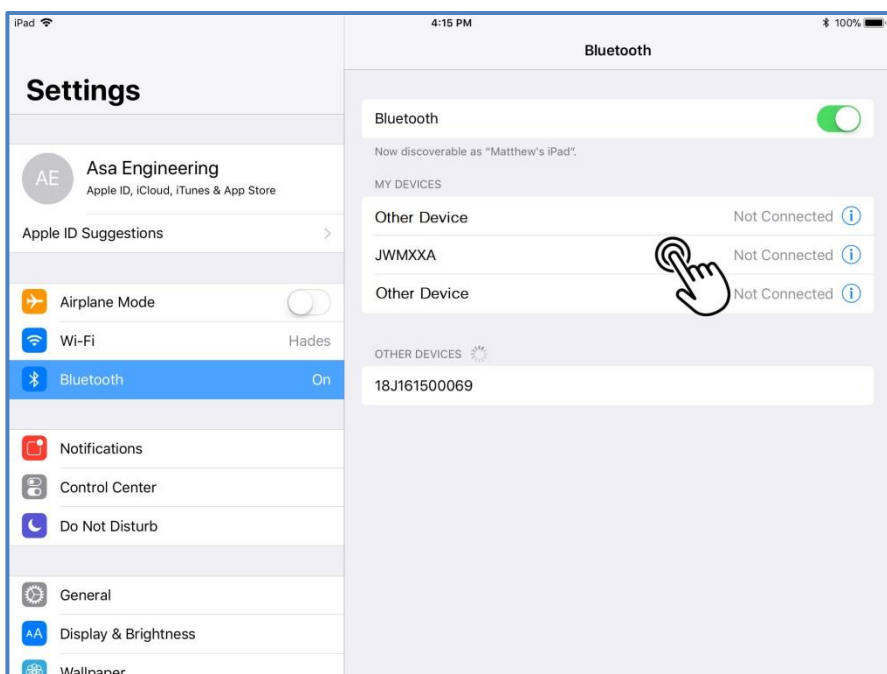 iPad
4:15 PM
100%
Bluetooth
Settings
Bluetooth
Now discoverable as “Matthew's iPad”.
AE
Asa Engineering
Apple ID, iCloud, iTunes & App Store
MY DEVICES
Other Device Not Connected
Apple ID Suggestions
JWMXXA Not Connected
Other Device Not Connected
Airplane Mode
Wi-Fi Hades
OTHER DEVICES
Bluetooth On
18J161500069
Notifications
Control Center
Do Not Disturb
General
AA
Display & Brightness
Wallpaper